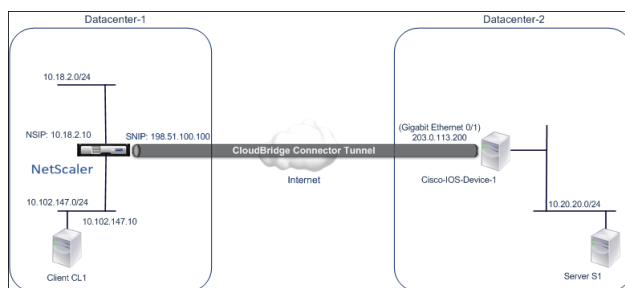 Datacenter-1
Datacenter-2
10.18.2.0/24
NSIP: 10.18.2.10
SNIP: 198.51.100.100
(Gigabit Ethernet 0/1)
203.0.113.200
CloudBridge Connector Tunnel
NetScaler
Internet
Cisco-IOS-Device-1
10.102.147.0/24
10.20.20.0/24
10.102.147.10
Client CL1
Server S1